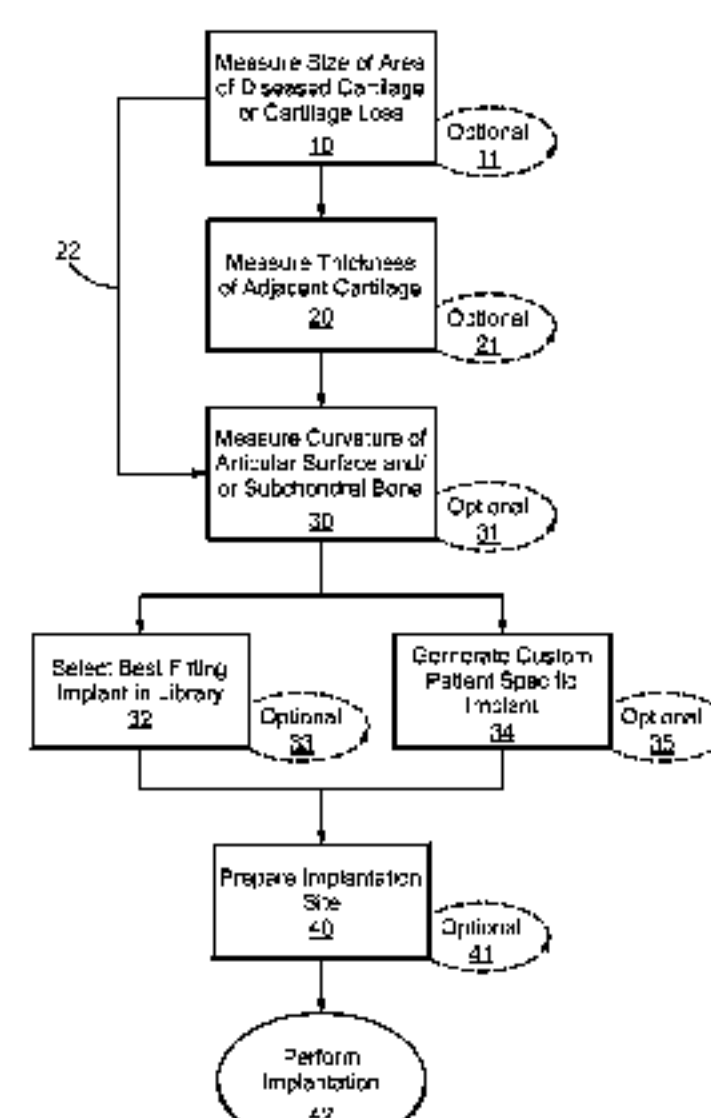 Measure Size of Area
of Diseased Cartilage
or Cartilage Loss
10
Optional
11
22
Measure Thickness
of Adjacent Cartilage
20
Optional
21
Measure Curvature of
Articular Surface and/
or Subchondral Bone
30
Optional
31
Select Best Fitting
Implant in Library
32
Optional
33
Generate Custom
Patient Specific
Implant
34
Optional
35
Prepare Implantation
Site
40
Optional
41
Perform
Implantation
42